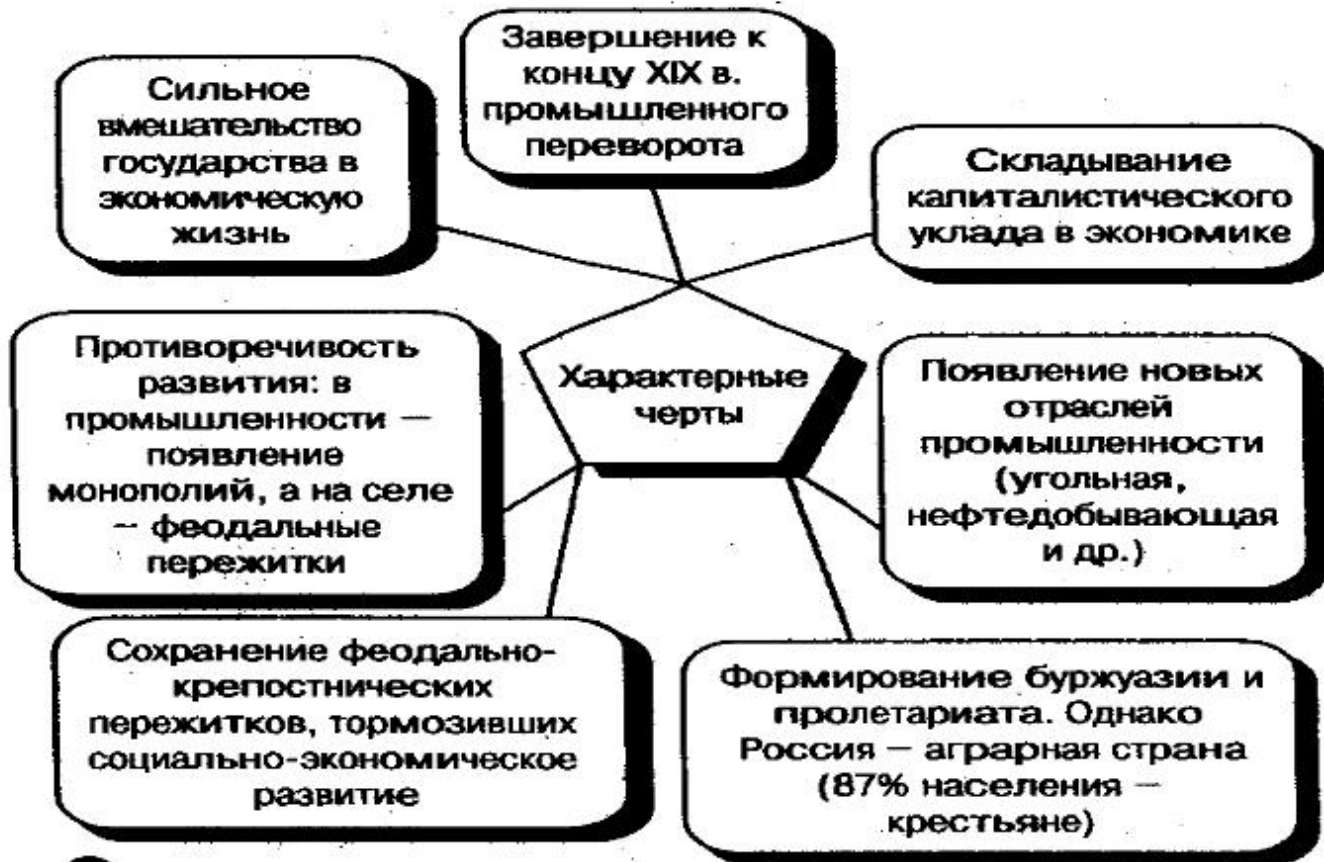 Завершение к
концу XIX в.
промышленного
переворота
Сильное
вмешательство
государства в
экономическую
жизнь
Складывание
капиталистического
уклада в экономике
Противоречивость
развития: в
промышленности —
появление
монополий, а на селе
— феодальные
пережитки
Характерные
черты
Появление новых
отраслей
промышленности
(угольная,
нефтедобывающая
и др.)
Сохранение феодально-
крепостнических
пережитков, тормозивших
социально-экономическое
развитие
Формирование буржуазии и
пролетариата. Однако
Россия — аграрная страна
(87% населения —
крестьяне)